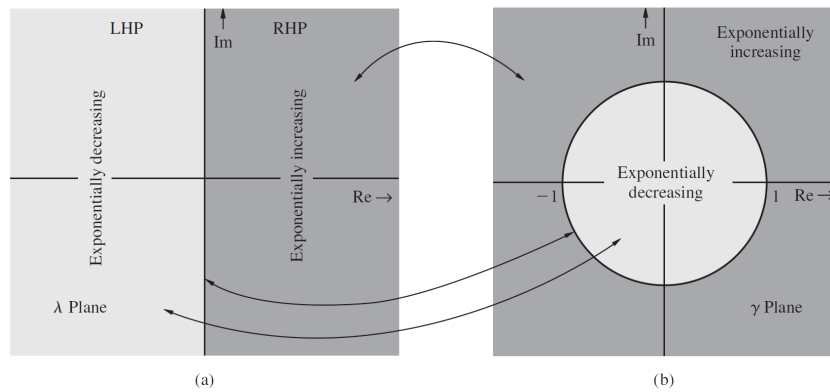 LHP
RHP
Im
Exponentially decreasing
Exponentially increasing
Re →
λ Plane
(a)
Im
Exponentially
increasing
Exponentially
decreasing
−1
1
Re →
γ Plane
(b)